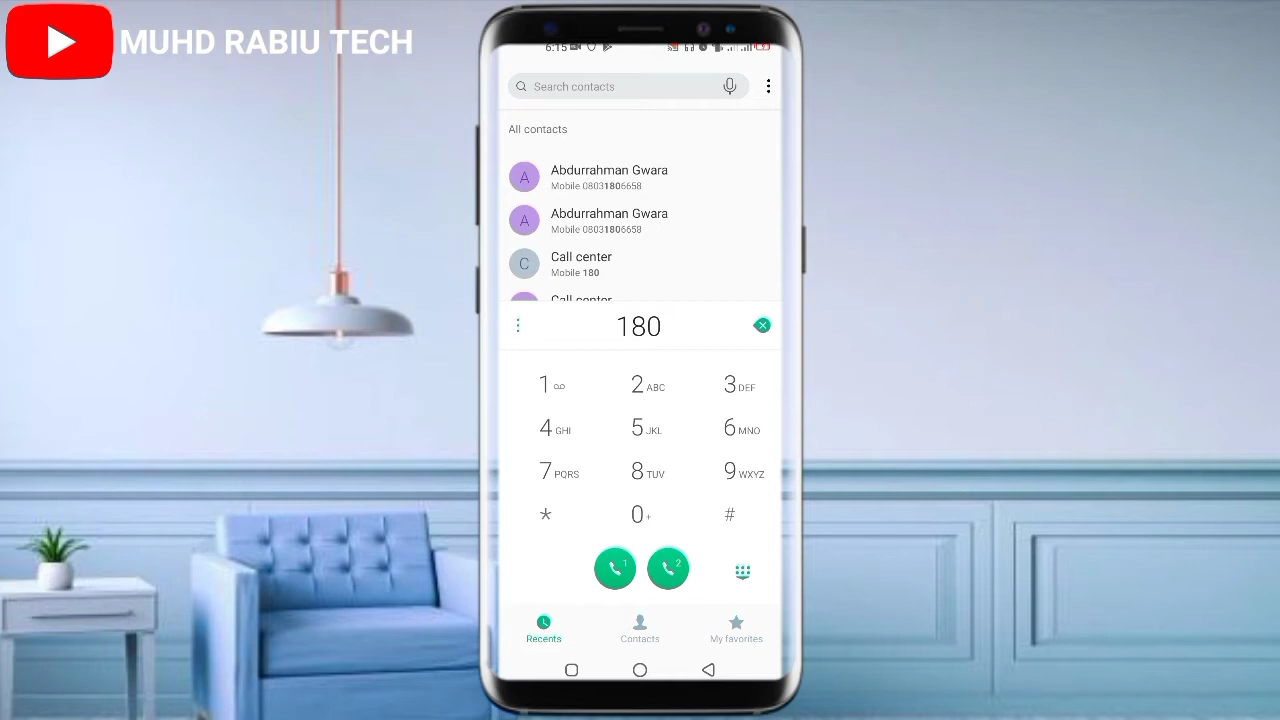 MUHD RABIU TECH
6:15
Search contacts
All contacts
A
Abdurrahman Gwara
Mobile 08031806658
A
Abdurrahman Gwara
Mobile 08031806658
C
Call center
Mobile 180
Call center
180
1
2 ABC
3 DEF
4 GHI
5 JKL
6 MNO
7 PQRS
8 TUV
9 WXYZ
* 0+ #
1 2
Recents
Contacts
My favorites